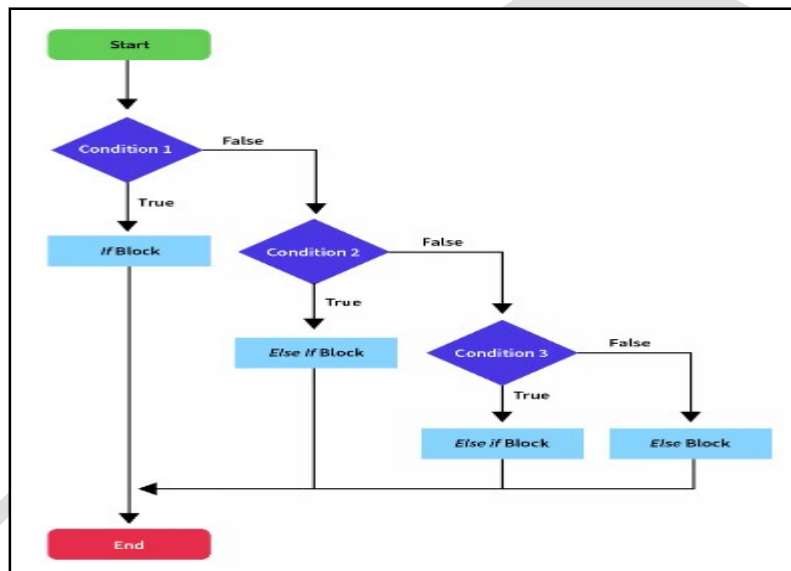 Start
Condition 1
False
True
If Block
Condition 2
False
True
Else If Block
Condition 3
False
True
Else if Block
Else Block
End